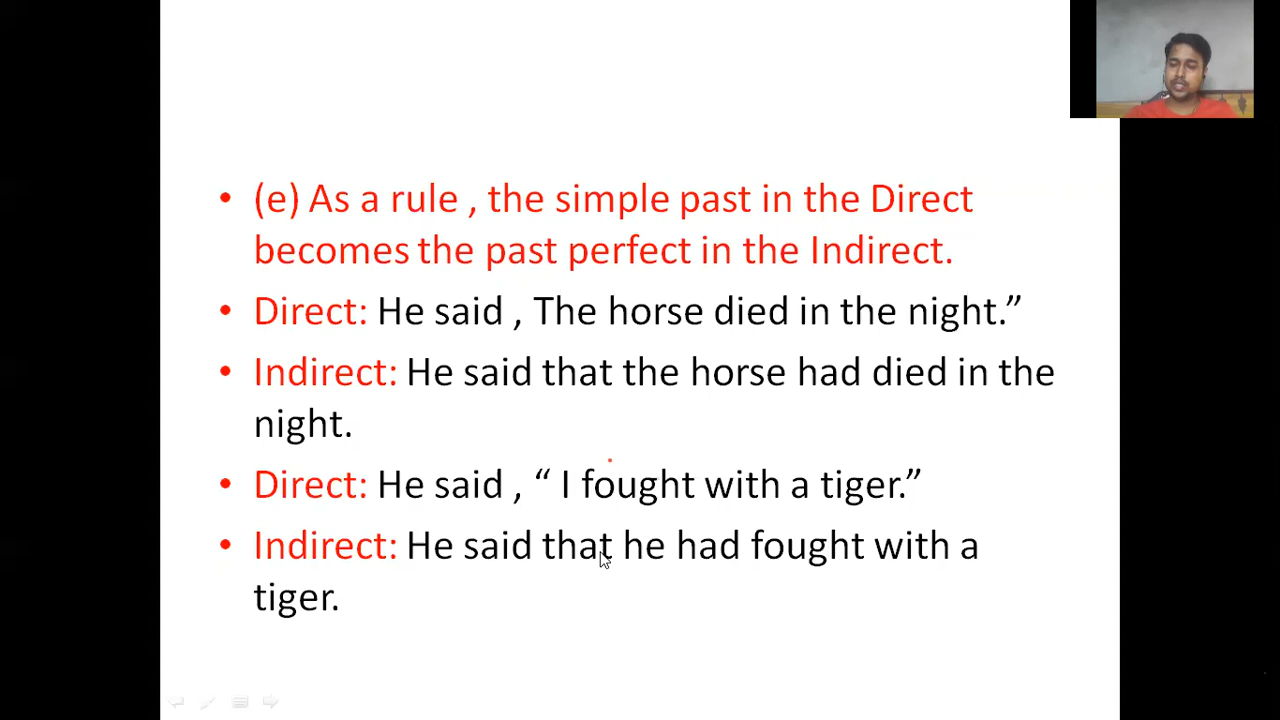 • (e) As a rule , the simple past in the Direct
becomes the past perfect in the Indirect.
• Direct: He said , The horse died in the night.”
• Indirect: He said that the horse had died in the
night.
• Direct: He said , “ I fought with a tiger.”
• Indirect: He said that he had fought with a
tiger.